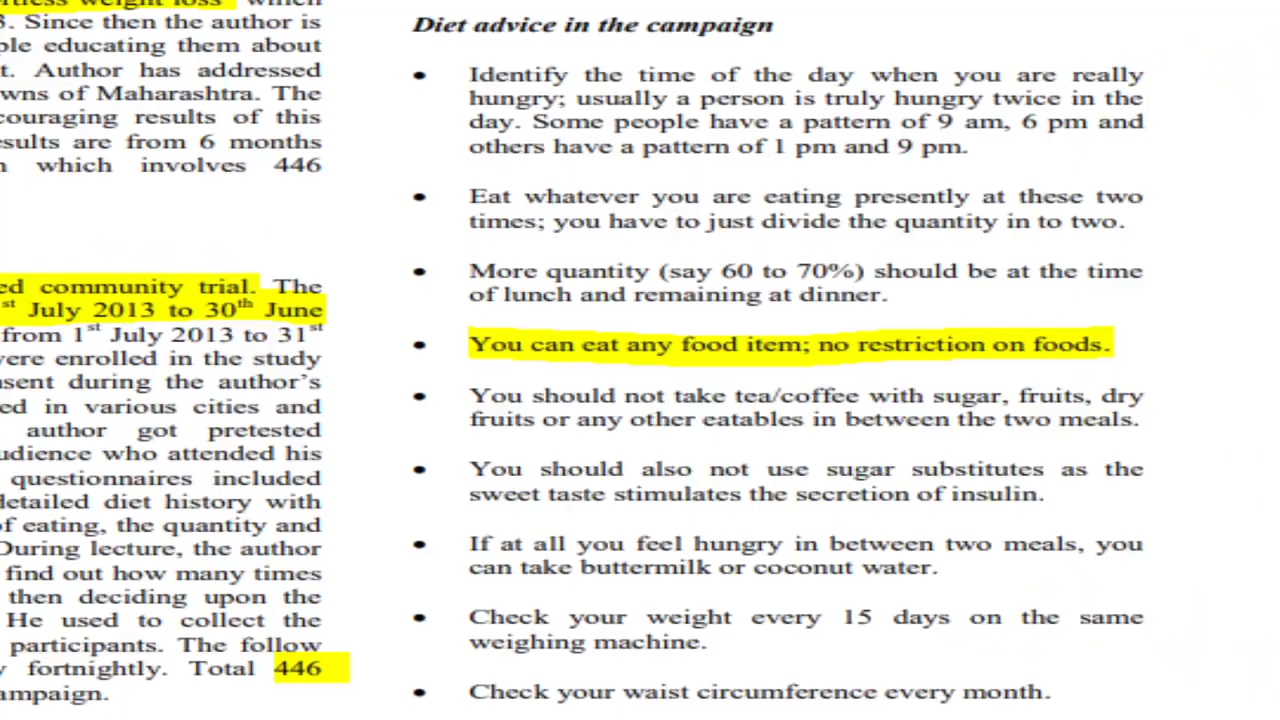 weight loss" which
3. Since then the author is
ple educating them about
t. Author has addressed
wns of Maharashtra. The
couraging results of this
esults are from 6 months
n which involves 446
ed community trial. The
st July 2013 to 30th June
from 1st July 2013 to 31st
were enrolled in the study
nsent during the author's
ed in various cities and
author got pretested
udience who attended his
questionnaires included
detailed diet history with
of eating, the quantity and
During lecture, the author
find out how many times
then deciding upon the
He used to collect the
participants. The follow
y fortnightly. Total 446
ampaign.
Diet advice in the campaign
• Identify the time of the day when you are really
hungry; usually a person is truly hungry twice in the
day. Some people have a pattern of 9 am, 6 pm and
others have a pattern of 1 pm and 9 pm.
• Eat whatever you are eating presently at these two
times; you have to just divide the quantity in to two.
• More quantity (say 60 to 70%) should be at the time
of lunch and remaining at dinner.
• You can eat any food item; no restriction on foods.
• You should not take tea/coffee with sugar, fruits, dry
fruits or any other eatables in between the two meals.
• You should also not use sugar substitutes as the
sweet taste stimulates the secretion of insulin.
• If at all you feel hungry in between two meals, you
can take buttermilk or coconut water.
• Check your weight every 15 days on the same
weighing machine.
• Check your waist circumference every month.